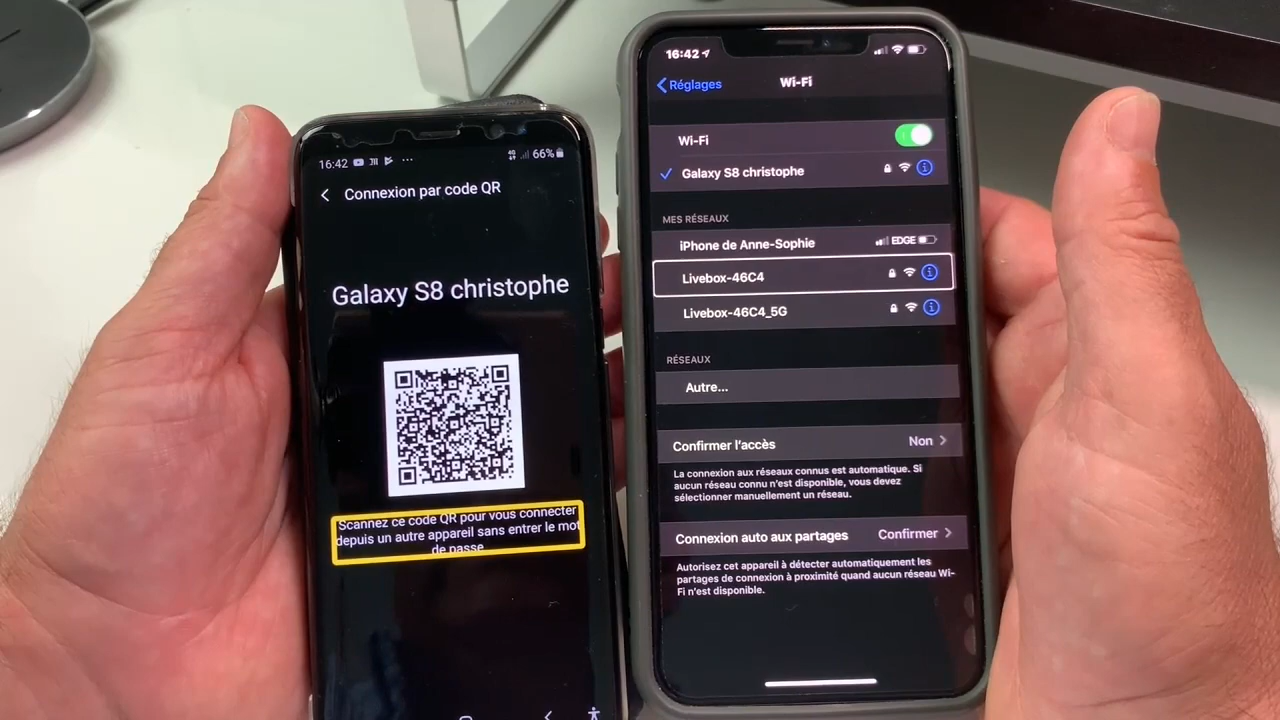 16:42
66%
Connexion par code QR
Galaxy S8 christophe
Scannez ce code QR pour vous connecter
depuis un autre appareil sans entrer le mot
de passe
16:42
Réglages
Wi-Fi
Wi-Fi
Galaxy S8 christophe
MES RÉSEAUX
iPhone de Anne-Sophie
EDGE
Livebox-46C4
Livebox-46C4_5G
RÉSEAUX
Autre...
Confirmer l'accès
Non
La connexion aux réseaux connus est automatique. Si
aucun réseau connu n'est disponible, vous devez
sélectionner manuellement un réseau.
Connexion auto aux partages
Confirmer
Autorisez cet appareil à détecter automatiquement les
partages de connexion à proximité quand aucun réseau Wi-
Fi n'est disponible.